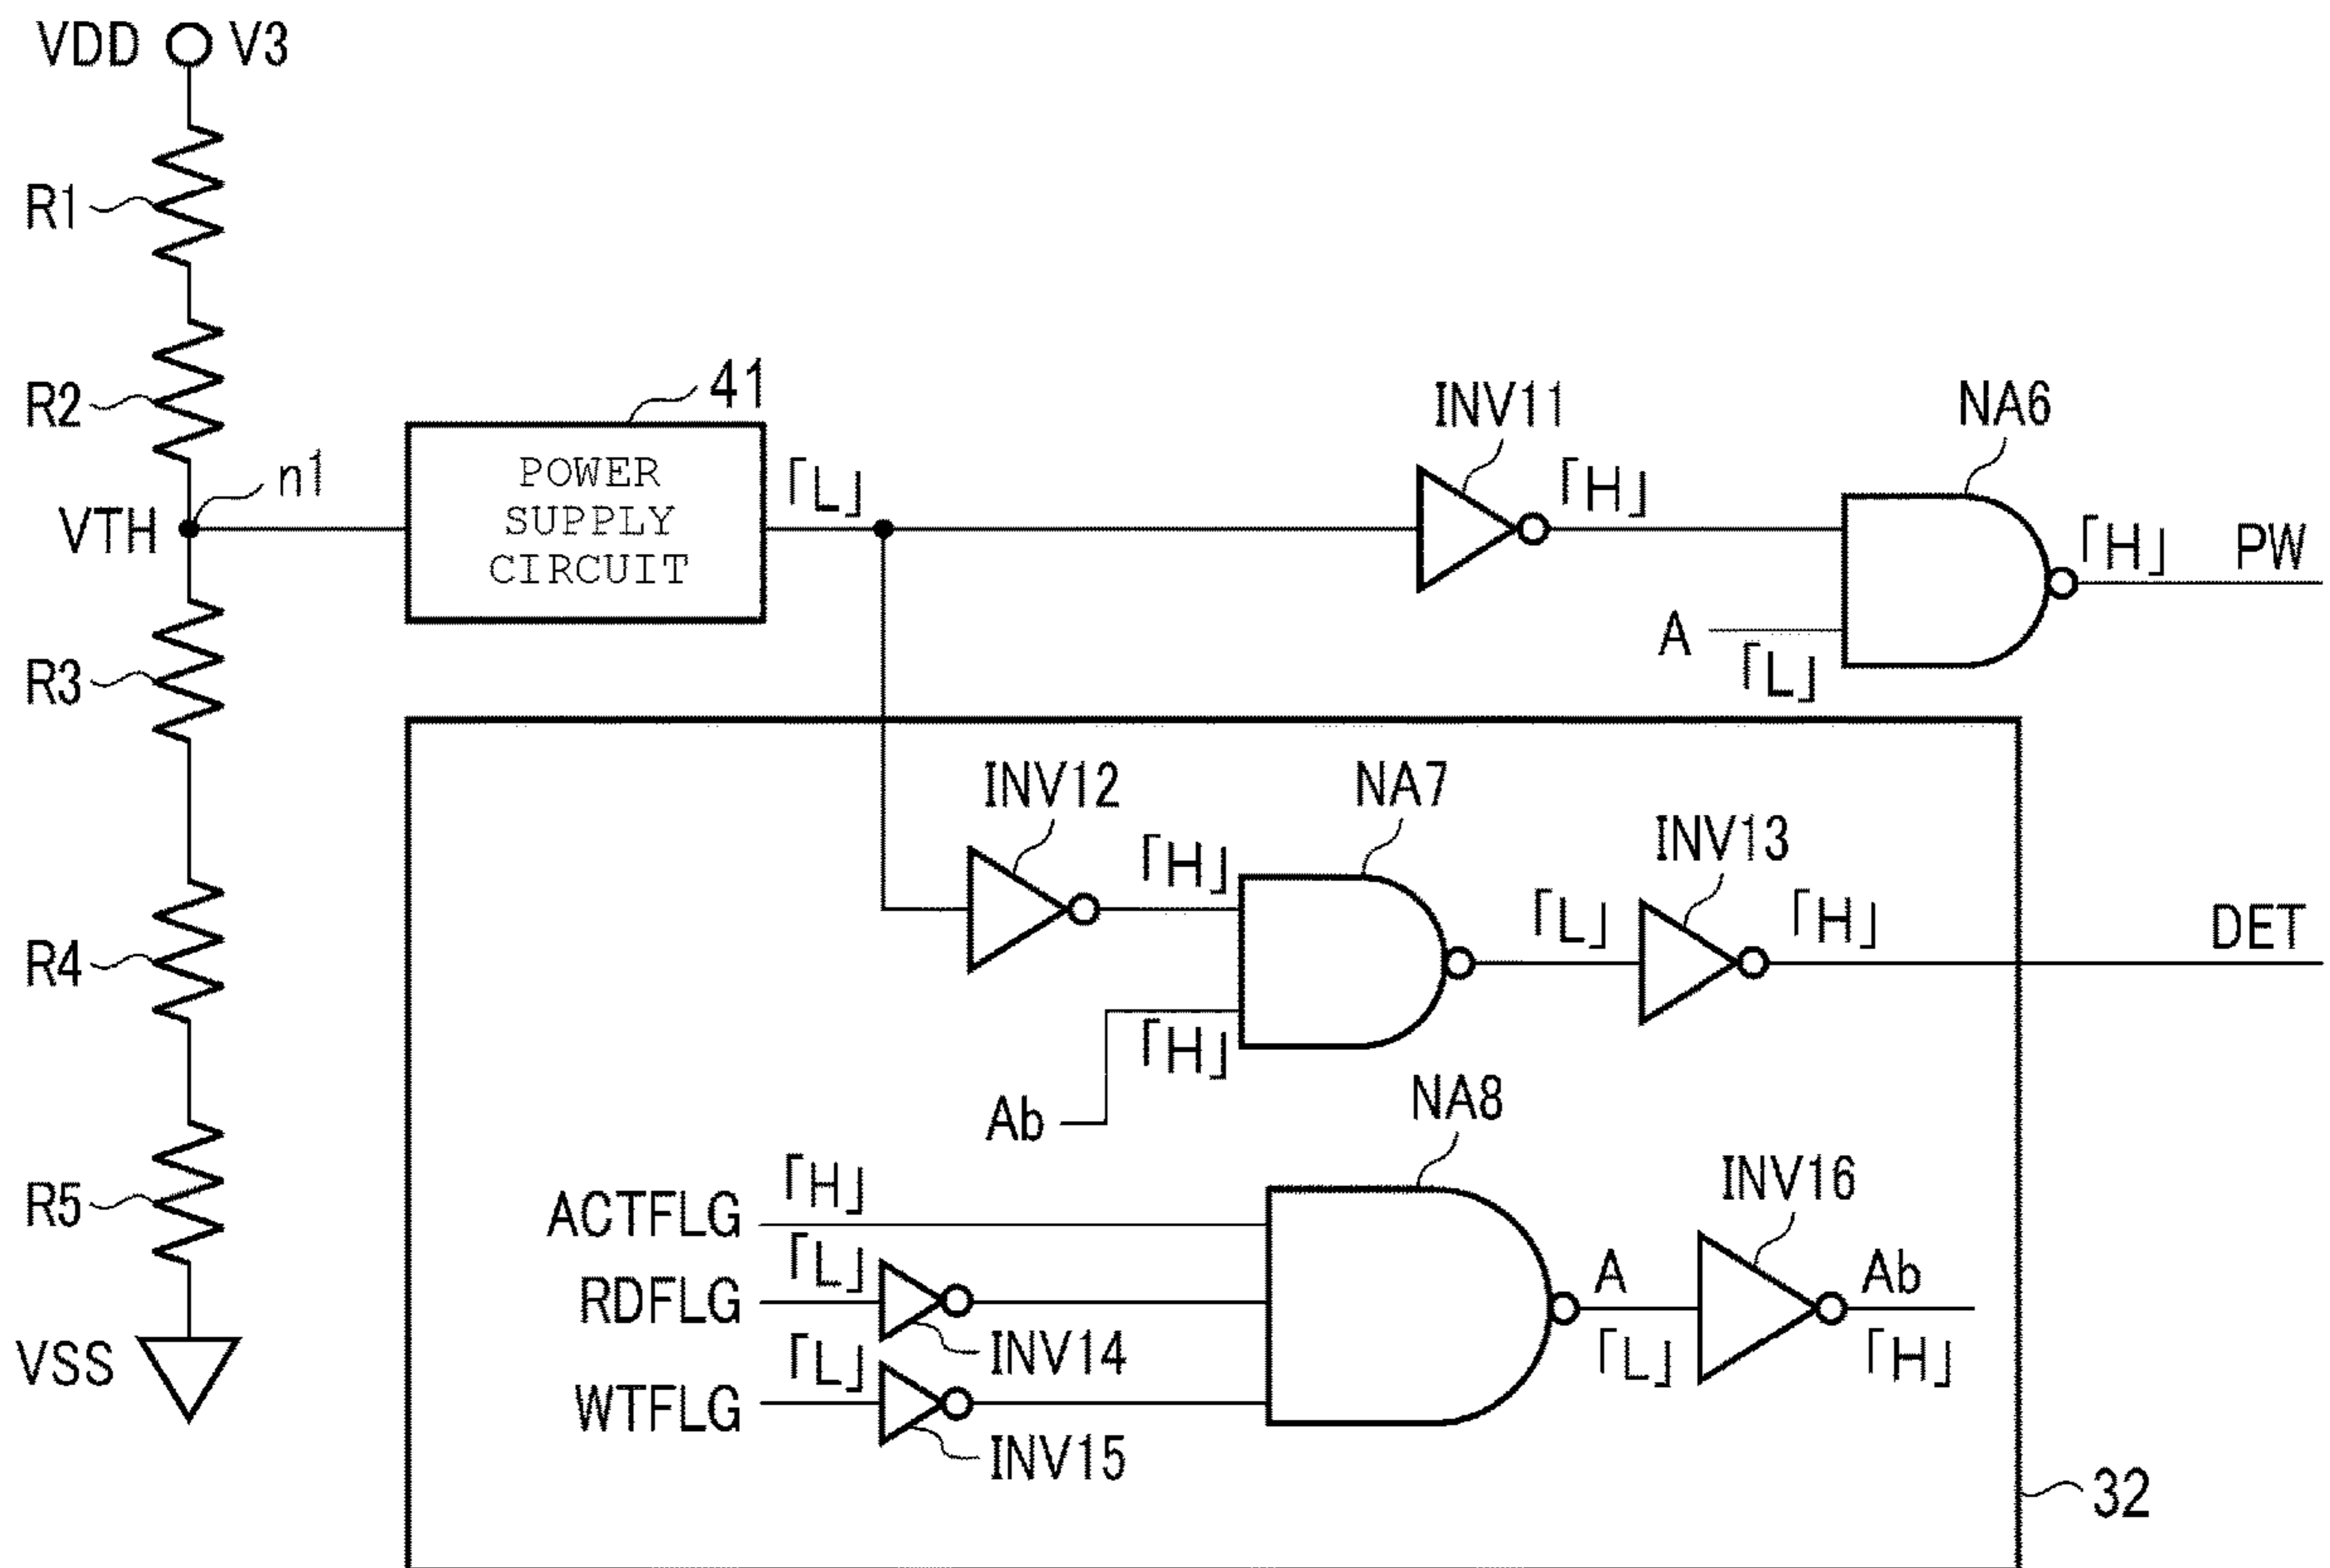 VDD V3
R1
R2
41
INV11
NA6
n1
POWER
SUPPLY
CIRCUIT
「L」
「H」
「H」
PW
VTH
A
「L」
R3
INV12
NA7
INV13
「H」
「L」
「H」
DET
R4
「H」
Ab
NA8
INV16
ACTFLG
「H」
RDFLG
「L」
INV14
A
「L」
Ab
「H」
R5
WTFLG
「L」
INV15
VSS
32